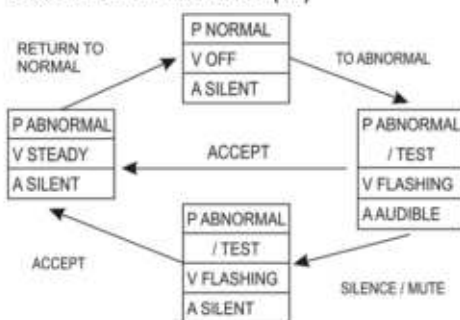 P NORMAL
V OFF
A SILENT
RETURN TO
NORMAL
TO ABNORMAL
P ABNORMAL
V STEADY
A SILENT
ACCEPT
P ABNORMAL
/ TEST
V FLASHING
A AUDIBLE
P ABNORMAL
/ TEST
V FLASHING
A SILENT
ACCEPT
SILENCE / MUTE